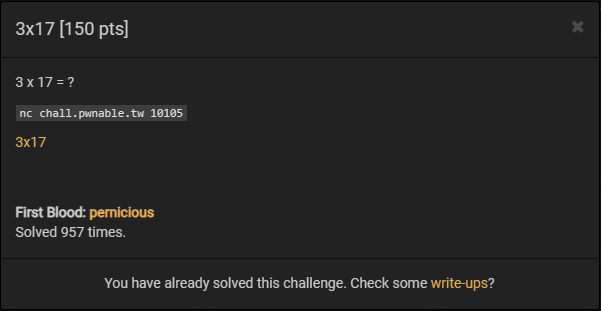 3x17 [150 pts]
3 x 17 = ?
nc chall.pwnable.tw 10105
3x17
First Blood: pernicious
Solved 957 times.
You have already solved this challenge. Check some write-ups?